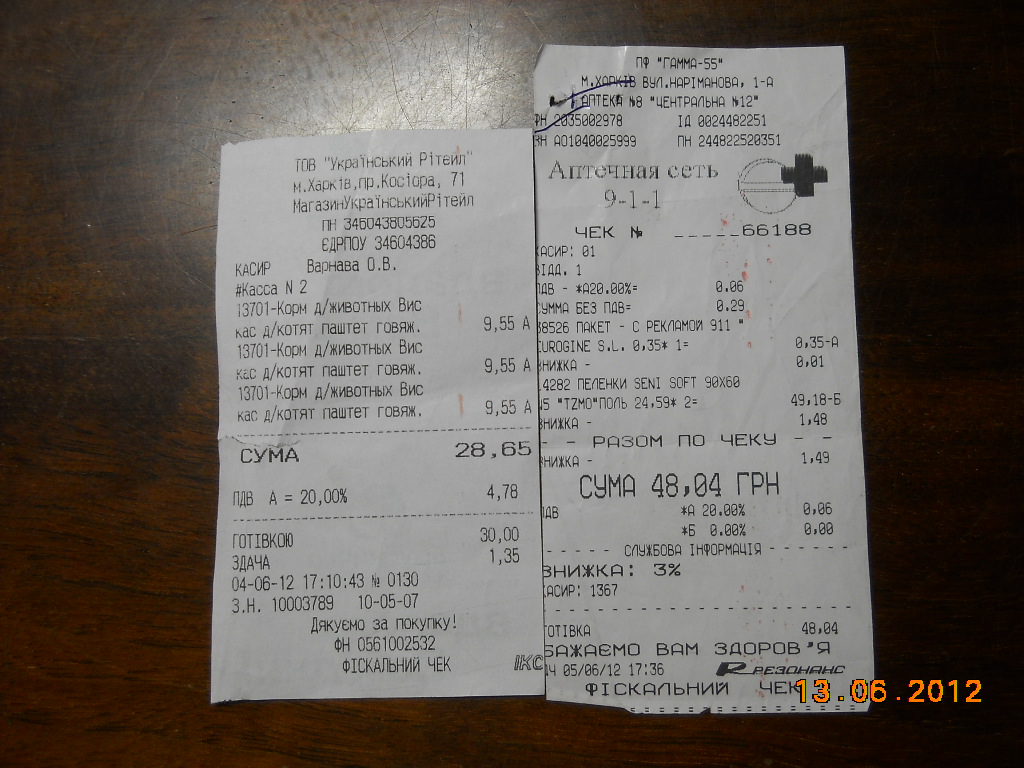 ТОВ "Український Рітейл"
м.Харків,пр.Косіора, 71
МагазинУкраїнськийРітейл
ПН 346043805625
ЄДРПОУ 34604386
КАСИР Варнава О.В.
#Касса N 2
13701-Корм д/животных Вис
кас д/котят паштет говяж. 9,55 А
13701-Корм д/животных Вис
кас д/котят паштет говяж. 9,55 А
13701-Корм д/животных Вис
кас д/котят паштет говяж. 9,55 А
СУМА 28,65
ПДВ А = 20,00% 4,78
ГОТІВКОЮ 30,00
ЗДАЧА 1,35
04-06-12 17:10:43 № 0130
З.Н. 10003789 10-05-07
Дякуємо за покупку!
ФН 0561002532
ФІСКАЛЬНИЙ ЧЕК ІКС
ПФ "ГАММА-55"
М.ХАРКІВ ВУЛ.НАРІМАНОВА, 1-А
АПТЕКА №8 "ЦЕНТРАЛЬНА №12"
ФН 2035002978 ІД 0024482251
ЗН АО1040025999 ПН 244822520351
Аптечная сеть
9-1-1
ЧЕК № _____66188
КАСИР: 01
ВІДД. 1
ПДВ - *А20.00%= 0.06
СУММА БЕЗ ПДВ= 0.29
38526 ПАКЕТ - С РЕКЛАМОЙ 911 "
EUROGINE S.L. 0,35* 1= 0,35-А
ЗНИЖКА - 0,01
14282 ПЕЛЕНКИ SENI SOFT 90X60
№5 "TZMO"ПОЛЬ 24,59* 2= 49,18-Б
ЗНИЖКА - 1,48
- - РАЗОМ ПО ЧЕКУ - -
ЗНИЖКА - 1,49
СУМА 48,04 ГРН
ПДВ *А 20.00% 0,06
*Б 0.00% 0,00
- - - - - СЛУЖБОВА ІНФОРМАЦІЯ - - - - -
ЗНИЖКА: 3%
КАСИР: 1367
ГОТІВКА 48,04
БАЖАЄМО ВАМ ЗДОРОВ'Я
ІЧ 05/06/12 17:36 РЕЗОНАНС
ФІСКАЛЬНИЙ ЧЕК
13.06.2012